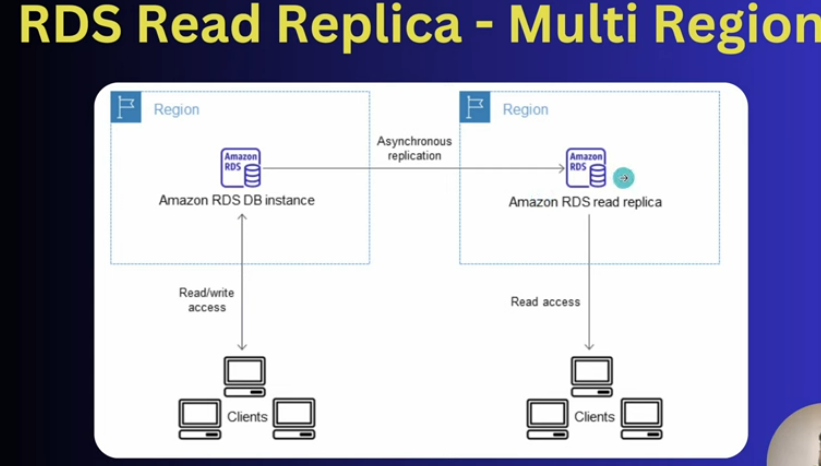 RDS Read Replica - Multi Region
Region
Region
Asynchronous
replication
Amazon
RDS
Amazon
RDS
Amazon RDS DB instance
Amazon RDS read replica
Read/write
access
Read access
Clients
Clients